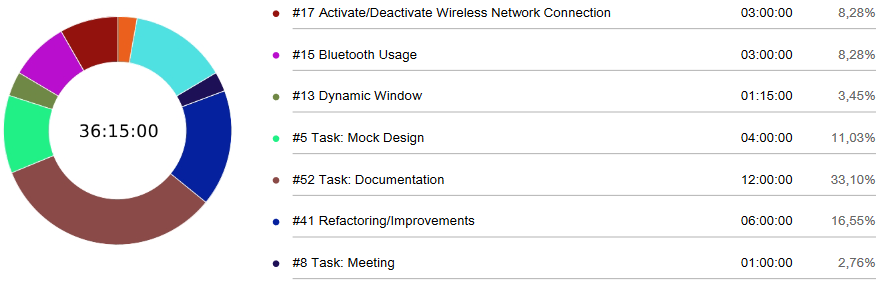 36:15:00
#17 Activate/Deactivate Wireless Network Connection 03:00:00 8,28%
#15 Bluetooth Usage 03:00:00 8,28%
#13 Dynamic Window 01:15:00 3,45%
#5 Task: Mock Design 04:00:00 11,03%
#52 Task: Documentation 12:00:00 33,10%
#41 Refactoring/Improvements 06:00:00 16,55%
#8 Task: Meeting 01:00:00 2,76%